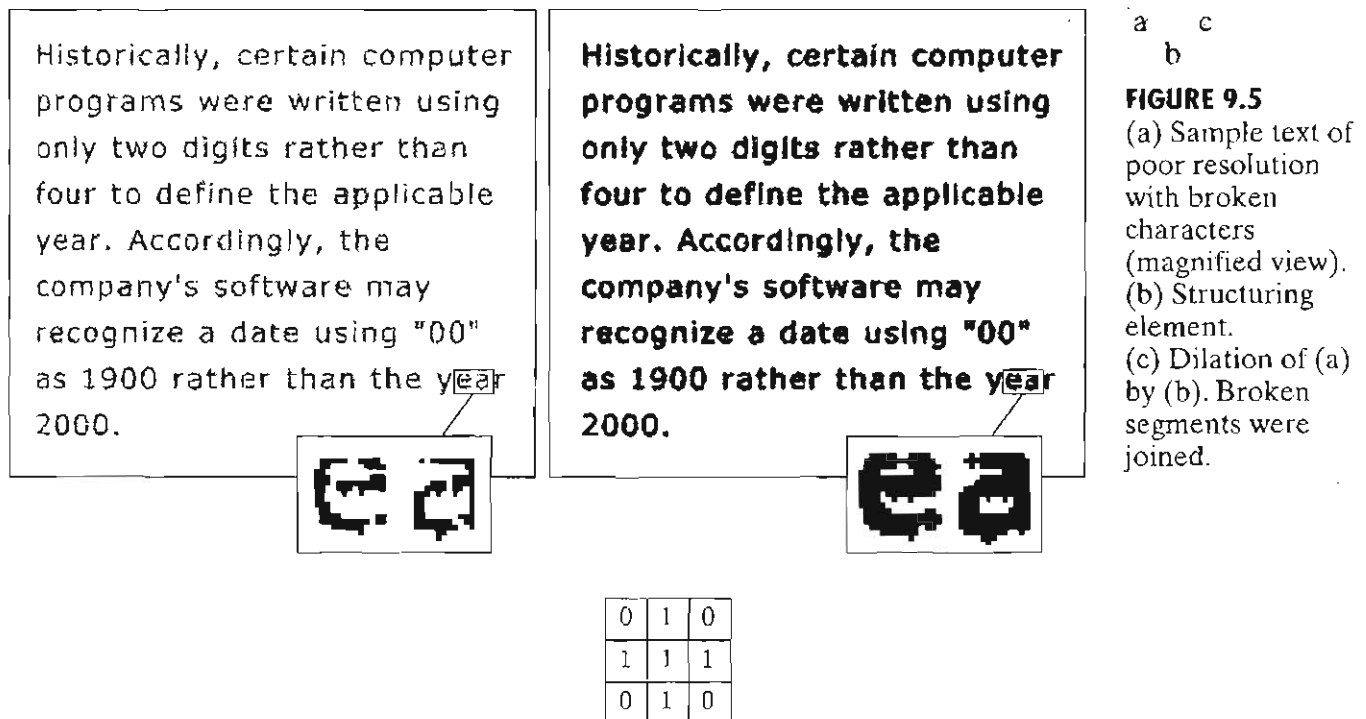 Historically, certain computer
programs were written using
only two digits rather than
four to define the applicable
year. Accordingly, the
company's software may
recognize a date using "00"
as 1900 rather than the year
2000.
e a
Historically, certain computer
programs were written using
only two digits rather than
four to define the applicable
year. Accordingly, the
company's software may
recognize a date using "00"
as 1900 rather than the year
2000.
e a
a c
b
FIGURE 9.5
(a) Sample text of
poor resolution
with broken
characters
(magnified view).
(b) Structuring
element.
(c) Dilation of (a)
by (b). Broken
segments were
joined.
0 1 0
1 1 1
0 1 0